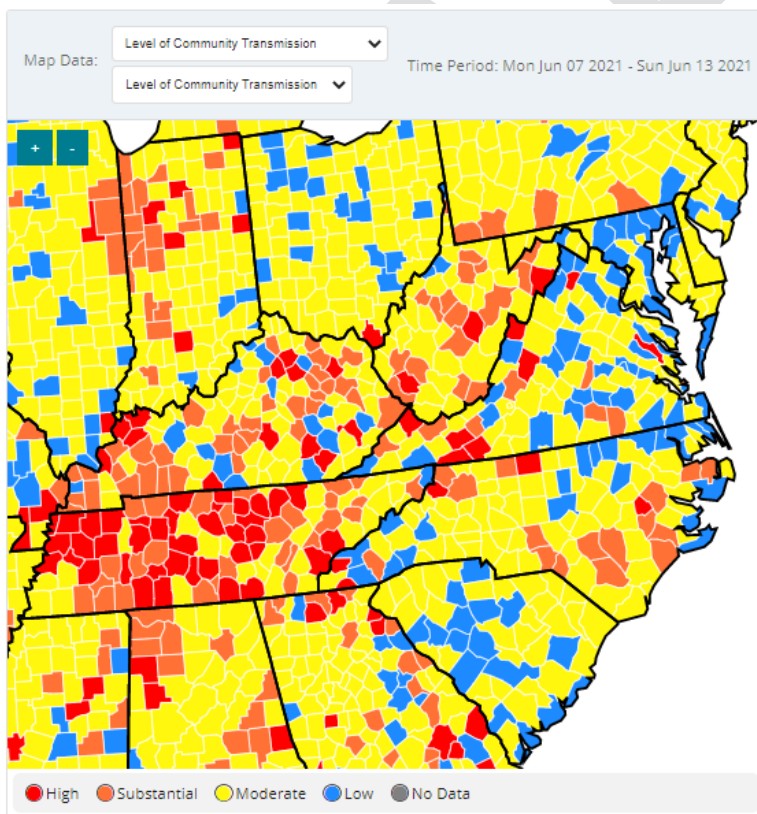 Map Data:
Level of Community Transmission
Level of Community Transmission
Time Period: Mon Jun 07 2021 - Sun Jun 13 2021
+ -
High Substantial Moderate Low No Data